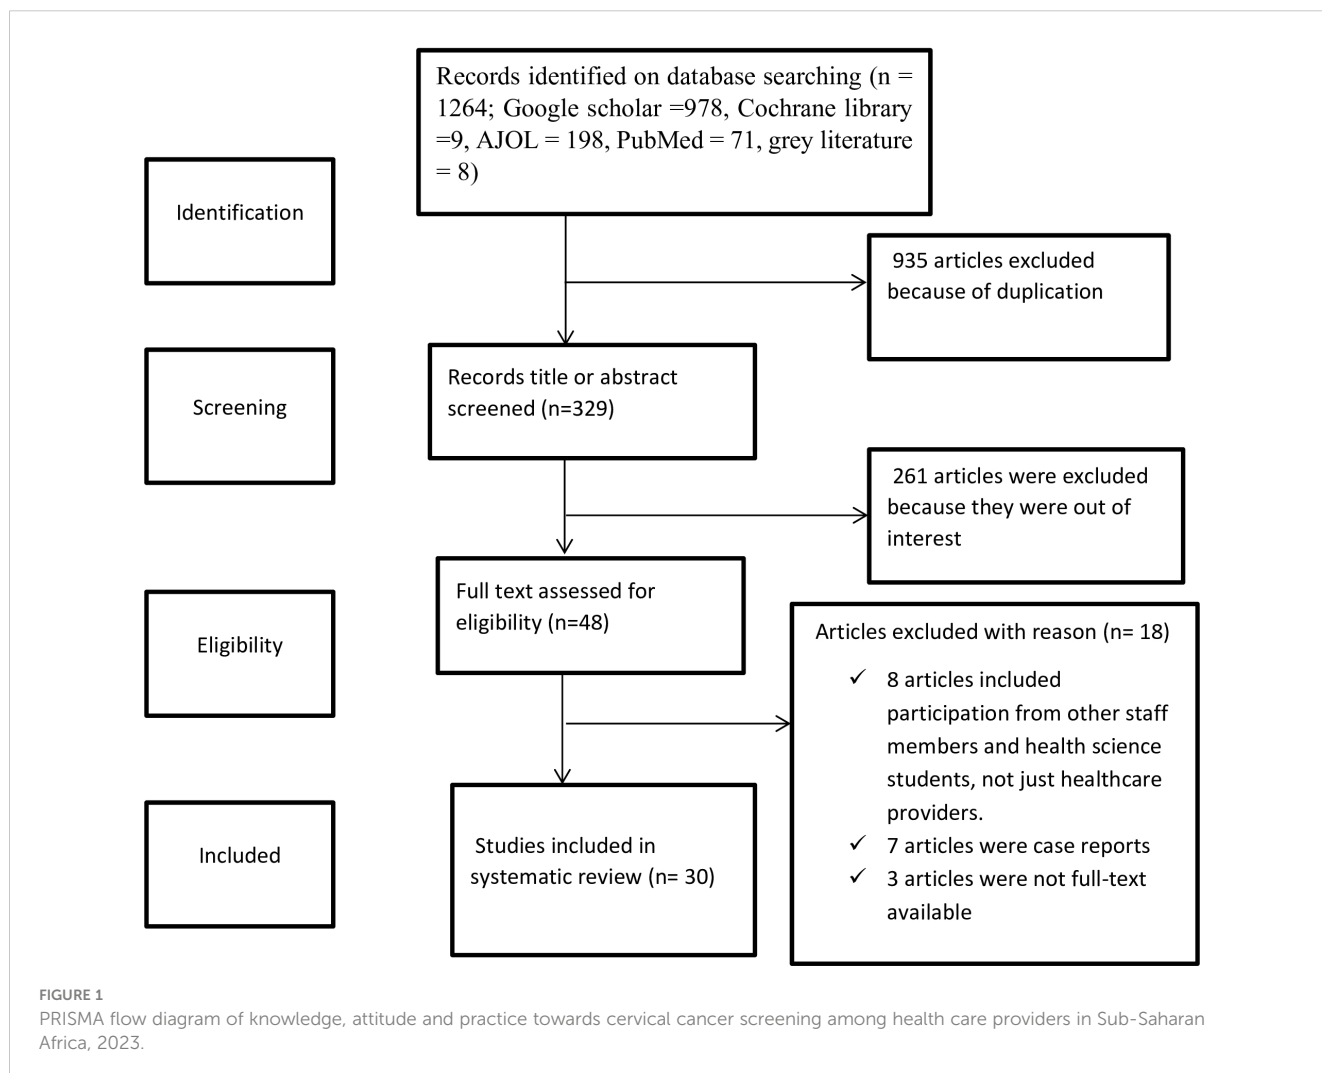 Records identified on database searching (n =
1264; Google scholar =978, Cochrane library
=9, AJOL = 198, PubMed = 71, grey literature
= 8)
Identification
935 articles excluded
because of duplication
Records title or abstract
screened (n=329)
Screening
261 articles were excluded
because they were out of
interest
Full text assessed for
eligibility (n=48)
Eligibility
Articles excluded with reason (n= 18)
✓ 8 articles included
participation from other staff
members and health science
students, not just healthcare
providers.
✓ 7 articles were case reports
✓ 3 articles were not full-text
available
Included
Studies included in
systematic review (n= 30)
FIGURE 1
PRISMA flow diagram of knowledge, attitude and practice towards cervical cancer screening among health care providers in Sub-Saharan
Africa, 2023.